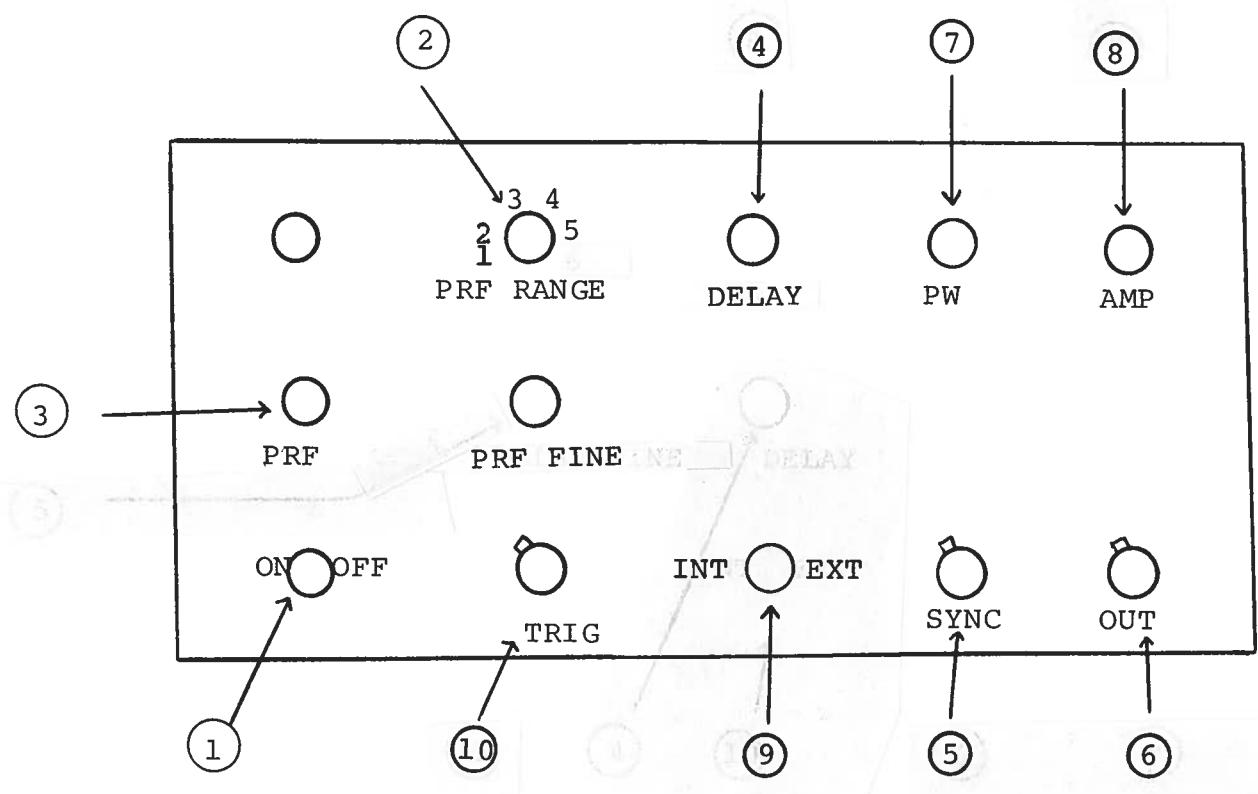 2 4 7 8
3 4
2 5
1
PRF RANGE DELAY PW AMP
3
PRF PRF FINE
DELAY
ON OFF INT EXT
TRIG SYNC OUT
1 10 9 5 6